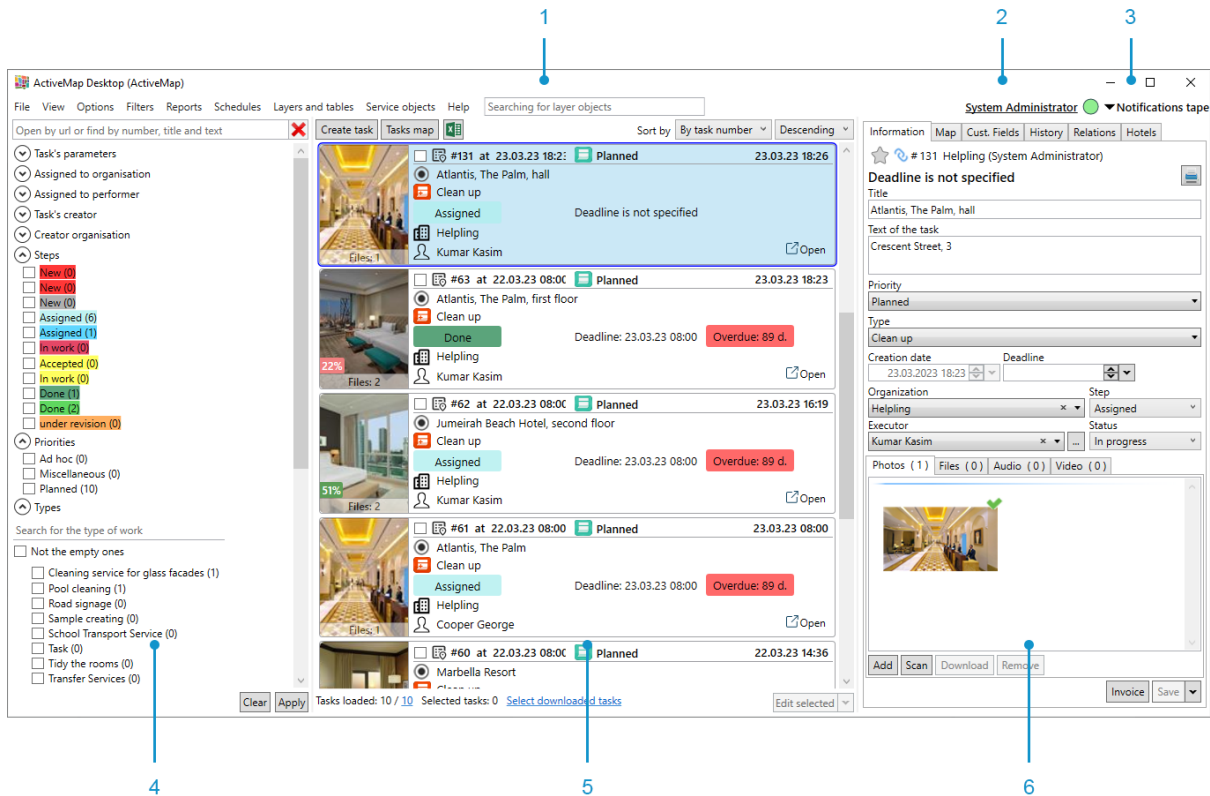 1
2
3
ActiveMap Desktop (ActiveMap)
File View Options Filters Reports Schedules Layers and tables Service objects Help Searching for layer objects
System Administrator Notifications tape
Open by url or find by number, title and text
Task's parameters
Assigned to organisation
Assigned to performer
Task's creator
Creator organisation
Steps
New (0)
New (0)
New (0)
Assigned (6)
Assigned (1)
In work (0)
Accepted (0)
In work (0)
Done (1)
Done (2)
under revision (0)
Priorities
Ad hoc (0)
Miscellaneous (0)
Planned (10)
Types
Search for the type of work
Not the empty ones
Cleaning service for glass facades (1)
Pool cleaning (1)
Road signage (0)
Sample creating (0)
School Transport Service (0)
Task (0)
Tidy the rooms (0)
Transfer Services (0)
Clear Apply
Create task Tasks map Sort by By task number Descending
#131 at 23.03.23 18:2 Planned 23.03.23 18:26
Atlantis, The Palm, hall
Clean up
Assigned Deadline is not specified
Helpling
Files: 1 Kumar Kasim Open
#63 at 22.03.23 08:00 Planned 23.03.23 18:23
Atlantis, The Palm, first floor
Clean up
Done Deadline: 23.03.23 08:00 Overdue: 89 d.
Helpling
22%
Files: 2 Kumar Kasim Open
#62 at 22.03.23 08:00 Planned 23.03.23 16:19
Jumeirah Beach Hotel, second floor
Clean up
Assigned Deadline: 23.03.23 08:00 Overdue: 89 d.
Helpling
51%
Files: 2 Kumar Kasim Open
#61 at 22.03.23 08:00 Planned 23.03.23 08:00
Atlantis, The Palm
Clean up
Assigned Deadline: 23.03.23 08:00 Overdue: 89 d.
Helpling
Files: 1 Cooper George Open
#60 at 22.03.23 08:00 Planned 22.03.23 14:36
Marbella Resort
Clean up
Tasks loaded: 10 / 10 Selected tasks: 0 Select downloaded tasks Edit selected
Information Map Cust. Fields History Relations Hotels
# 131 Helpling (System Administrator)
Deadline is not specified
Title
Atlantis, The Palm, hall
Text of the task
Crescent Street, 3
Priority
Planned
Type
Clean up
Creation date Deadline
23.03.2023 18:23
Organization Step
Helpling Assigned
Executor Status
Kumar Kasim ... In progress
Photos ( 1 ) Files ( 0 ) Audio ( 0 ) Video ( 0 )
Add Scan Download Remove
Invoice Save
4
5
6